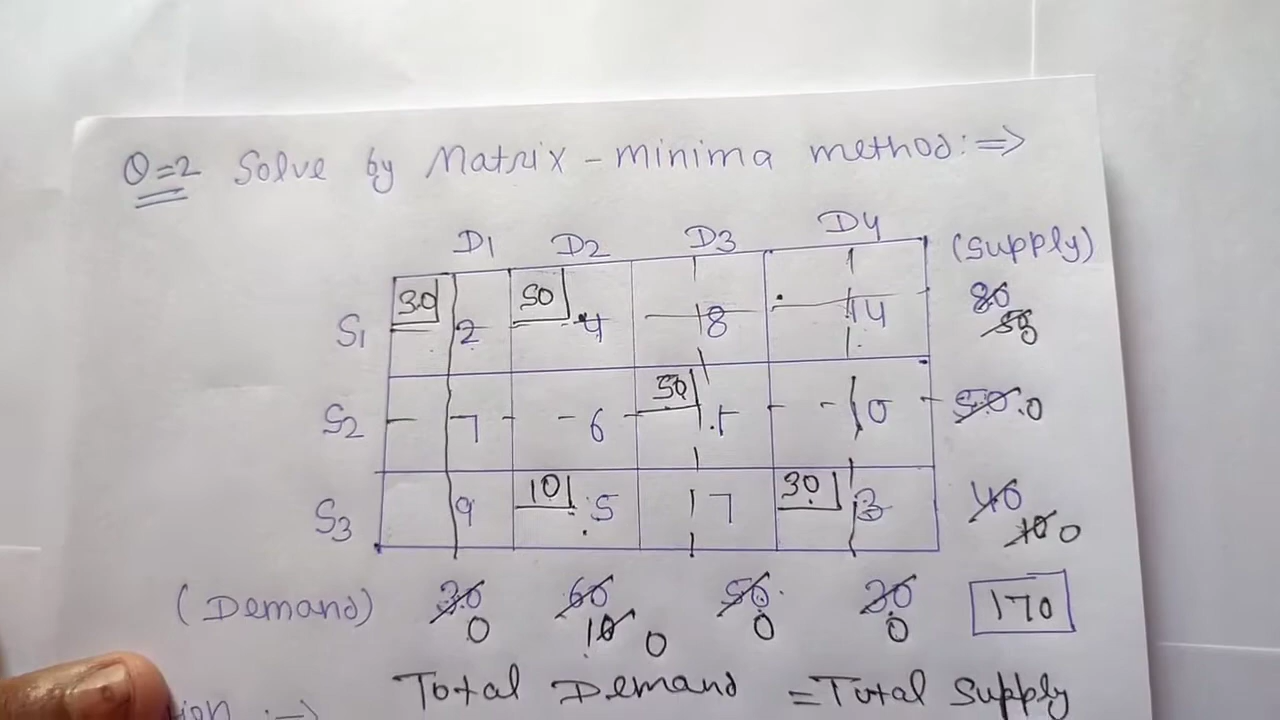 Q=2 Solve by Matrix-minima method:⇒
D1 D2 D3 D4 (supply)
S1 30 2 50 4 8 14 80 50
S2 7 6 50 1 10 50 0
S3 9 10 5 7 30 3 40 10 0
(Demand) 30 0 60 10 0 50 0 30 0 170
Total Demand = Total Supply